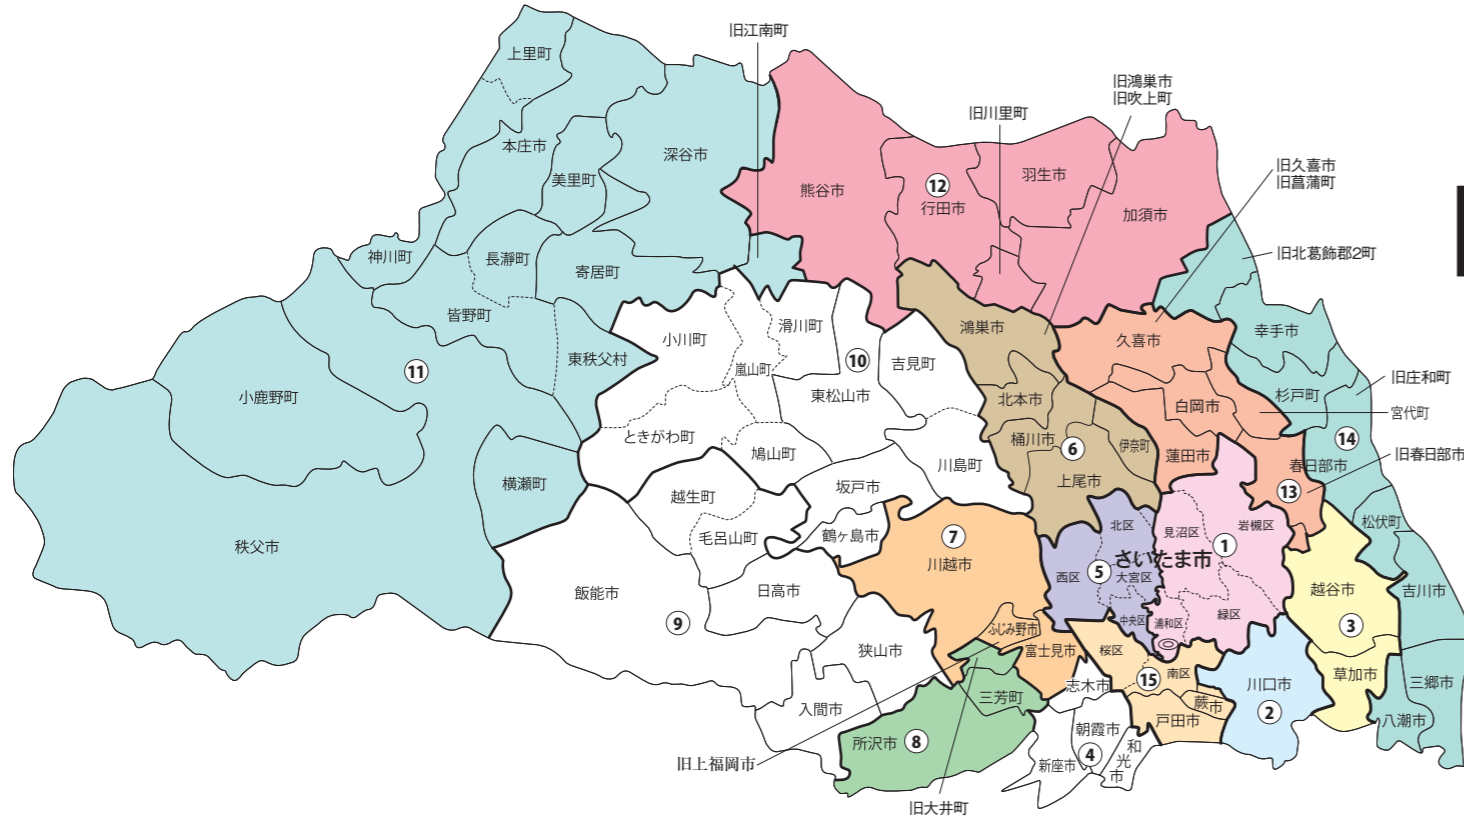 旧江南町
上里町
旧鴻巣市
旧吹上町
旧川里町
本庄市
深谷市
美里町
熊谷市
⑫
行田市
羽生市
加須市
旧久喜市
旧菖蒲町
旧北葛飾郡2町
神川町
長瀞町
寄居町
皆野町
東秩父村
小川町
滑川町
嵐山町
⑩
吉見町
東松山市
鴻巣市
久喜市
幸手市
⑪
小鹿野町
北本市
白岡市
杉戸町
旧庄和町
宮代町
⑭
ときがわ町
鳩山町
川島町
桶川市
⑥
伊奈町
上尾市
蓮田市
春日部市
旧春日部市
⑬
横瀬町
越生町
坂戸市
毛呂山町
鶴ヶ島市
⑦
川越市
北区
見沼区
岩槻区
①
松伏町
秩父市
さいたま市
西区
⑤
大宮区
飯能市
日高市
⑨
中央区
浦和区
緑区
越谷市
③
吉川市
ふじみ野市
富士見市
狭山市
桜区
南区
⑮
志木市
入間市
三芳町
蕨市
戸田市
川口市
②
草加市
三郷市
八潮市
所沢市
⑧
朝霞市
④
新座市
和光市
旧上福岡市
旧大井町